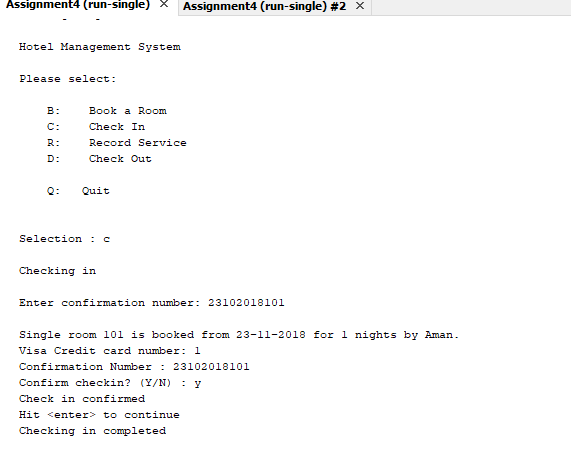 Assignment4 (run-single) × Assignment4 (run-single) #2 ×
Hotel Management System
Please select:
B: Book a Room
C: Check In
R: Record Service
D: Check Out
Q: Quit
Selection : c
Checking in
Enter confirmation number: 23102018101
Single room 101 is booked from 23-11-2018 for 1 nights by Aman.
Visa Credit card number: 1
Confirmation Number : 23102018101
Confirm checkin? (Y/N) : y
Check in confirmed
Hit <enter> to continue
Checking in completed